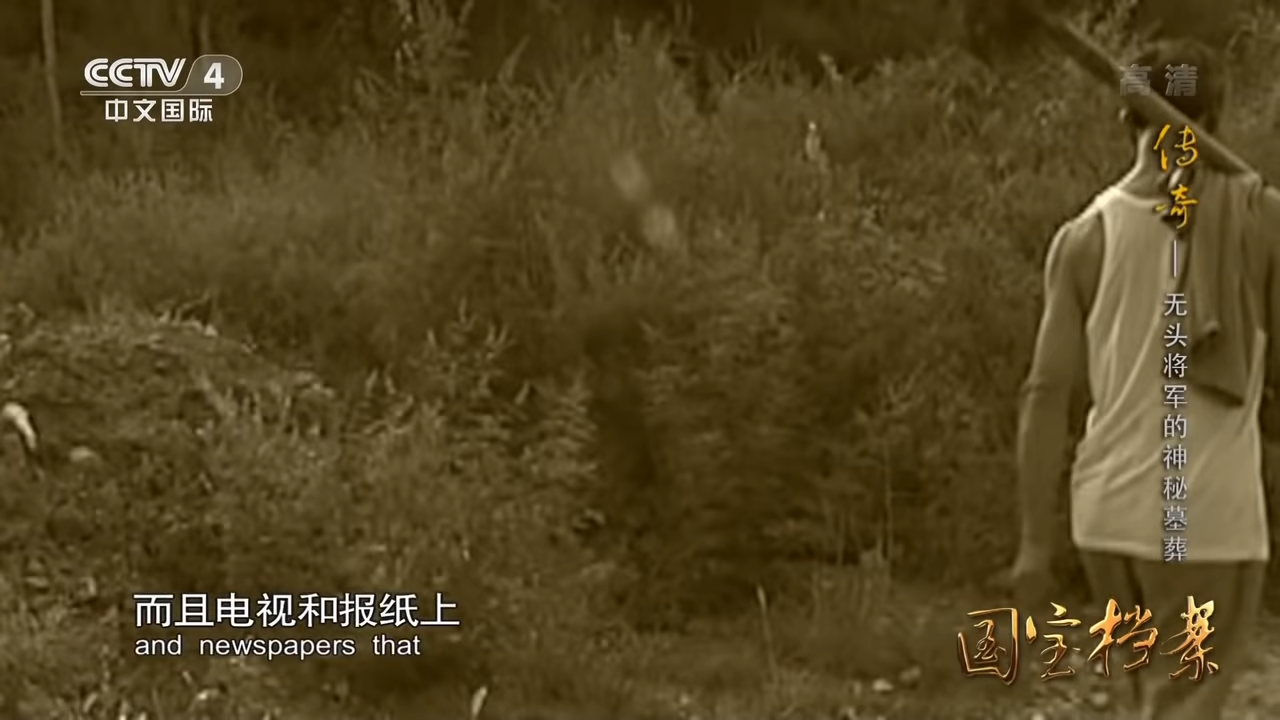 CCTV 4
中文国际
高清
传奇——无头将军的神秘墓葬
而且电视和报纸上
and newspapers that
国宝档案